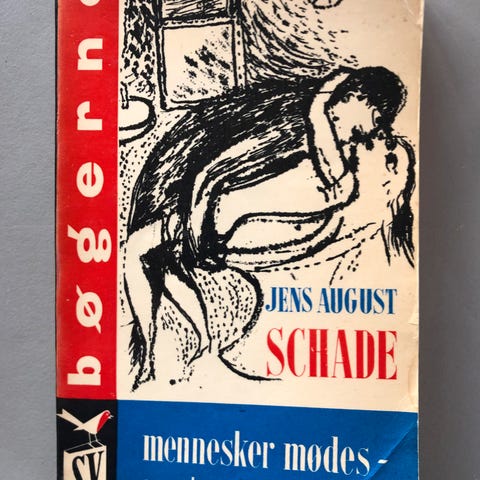 bøgerne
JENS AUGUST
SCHADE
mennesker mødes -
SV